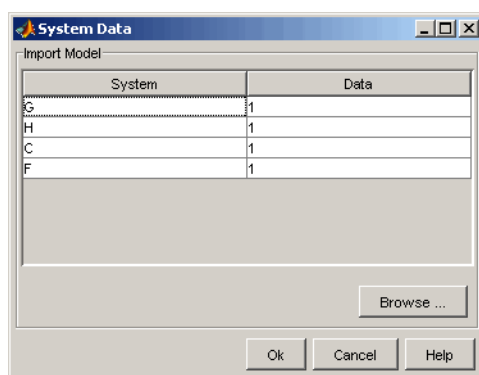 System Data
Import Model
System Data
G 1
H 1
C 1
F 1
Browse ...
Ok Cancel Help